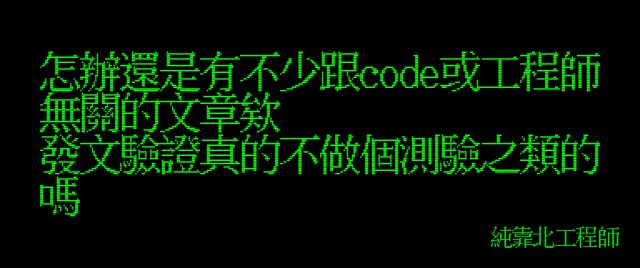 怎辦還是有不少跟code或工程師
無關的文章欸
發文驗證真的不做個測驗之類的
嗎
純靠北工程師